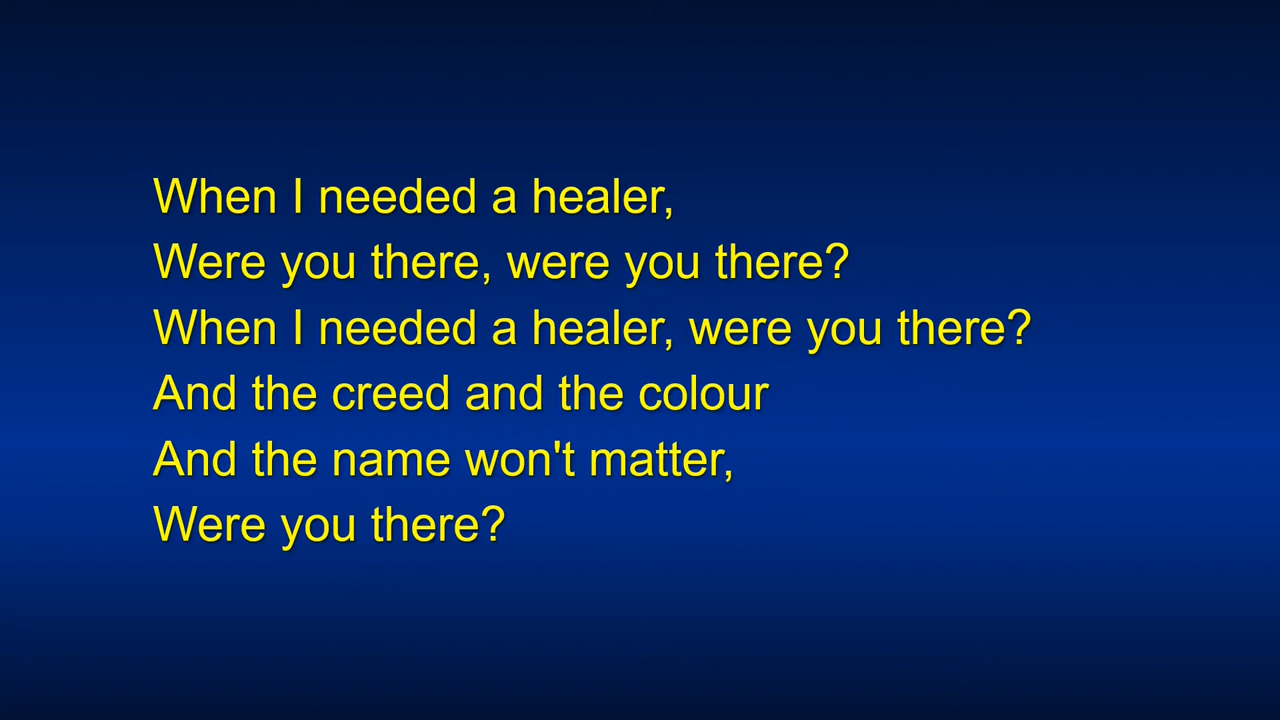 When I needed a healer,
Were you there, were you there?
When I needed a healer, were you there?
And the creed and the colour
And the name won't matter,
Were you there?